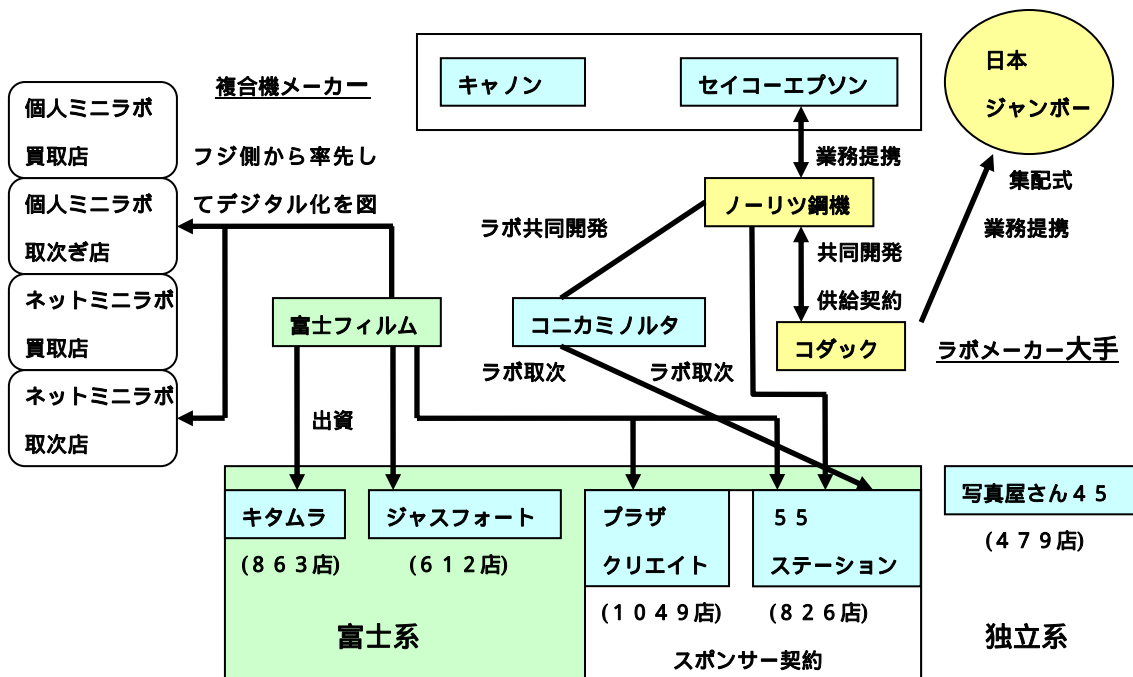 複合機メーカー
キャノン
セイコーエプソン
日本
ジャンボー
個人ミニラボ
買取店
フジ側から率先し
業務提携
集配式
個人ミニラボ
てデジタル化を図
ノーリツ鋼機
取次ぎ店
ラボ共同開発
業務提携
共同開発
供給契約
ネットミニラボ
買取店
富士フィルム
コニカミノルタ
コダック
ラボメーカー大手
ネットミニラボ
取次店
ラボ取次
ラボ取次
出資
キタムラ
ジャスフォート
プラザ
クリエイト
５５
ステーション
写真屋さん４５
(８６３店)
(６１２店)
(１０４９店)
(８２６店)
(４７９店)
富士系
スポンサー契約
独立系